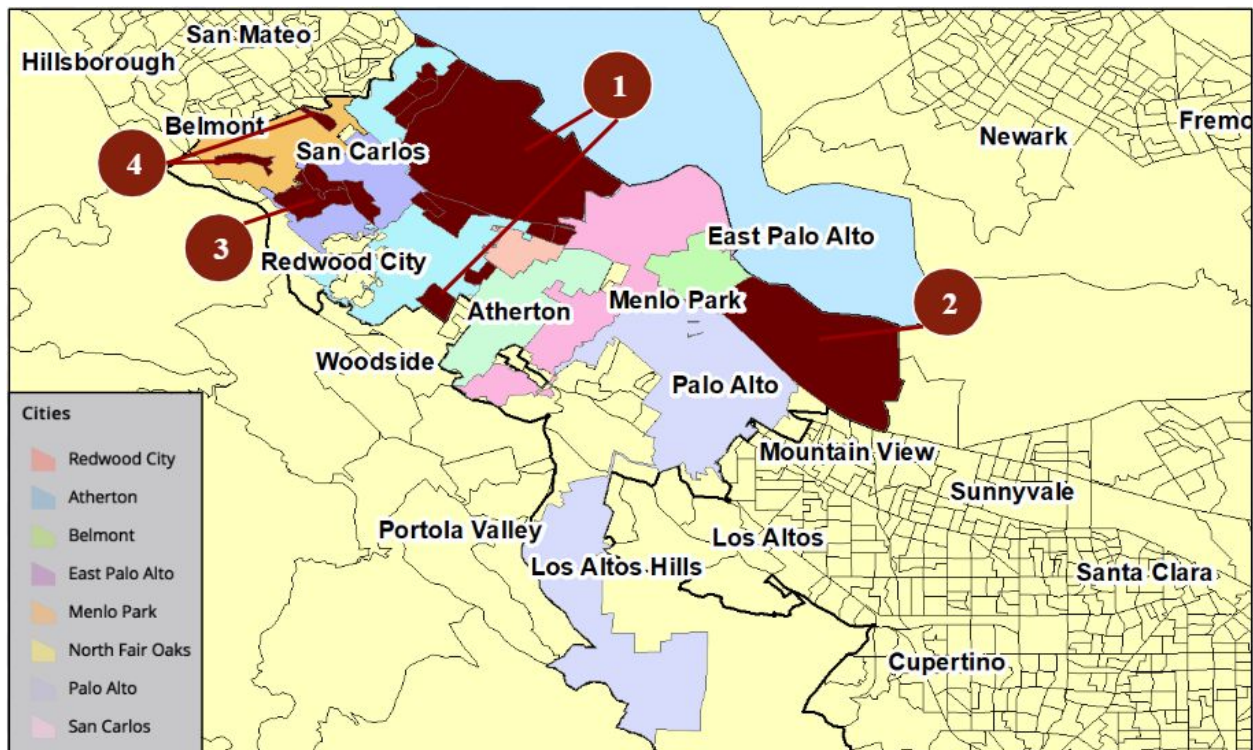 San Mateo
Hillsborough
1
Newark
Fremo
Belmont
San Carlos
4
3
East Palo Alto
Redwood City
2
Menlo Park
Atherton
Woodside
Palo Alto
Cities
Redwood City
Atherton
Belmont
East Palo Alto
Menlo Park
North Fair Oaks
Palo Alto
San Carlos
Mountain View
Sunnyvale
Portola Valley
Los Altos
Los Altos Hills
Santa Clara
Cupertino